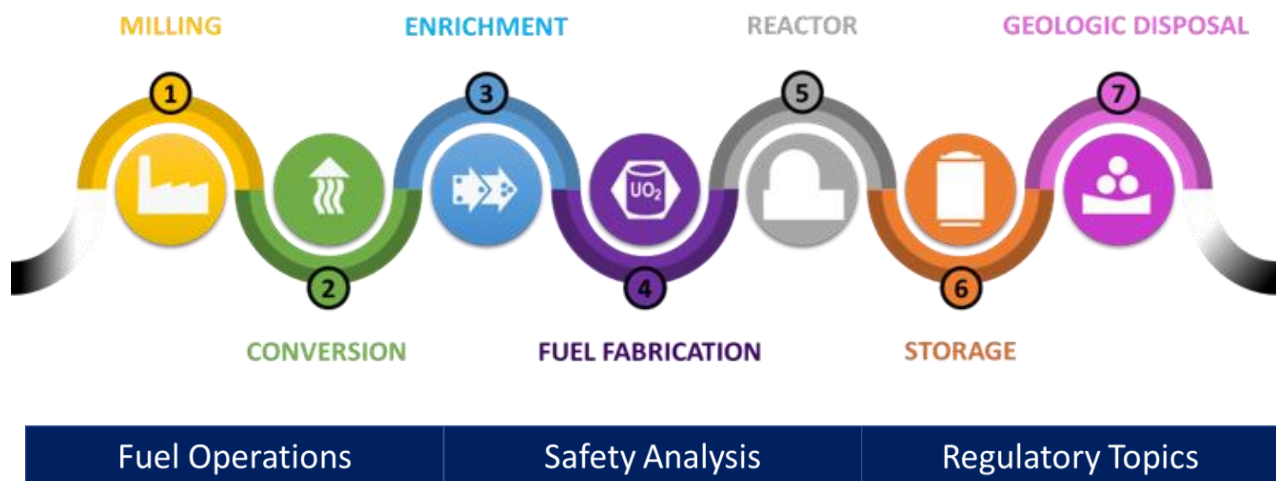 MILLING
ENRICHMENT
REACTOR
GEOLOGIC DISPOSAL
1
3
5
7
UO₂
2
4
6
CONVERSION
FUEL FABRICATION
STORAGE
Fuel Operations
Safety Analysis
Regulatory Topics